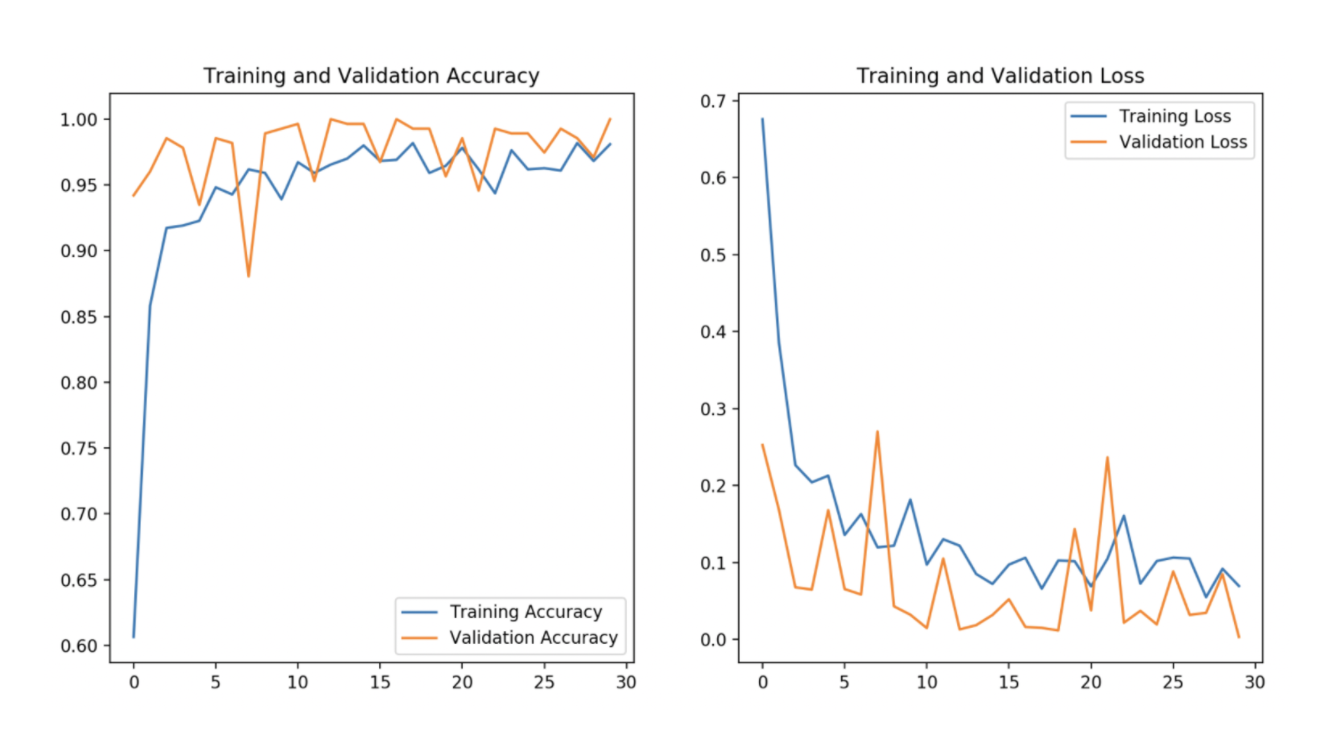 Training and Validation Accuracy
1.00
0.95
0.90
0.85
0.80
0.75
0.70
0.65
0.60
Training Accuracy
Validation Accuracy
0 5 10 15 20 25 30
Training and Validation Loss
0.7
0.6
0.5
0.4
0.3
0.2
0.1
0.0
Training Loss
Validation Loss
0 5 10 15 20 25 30